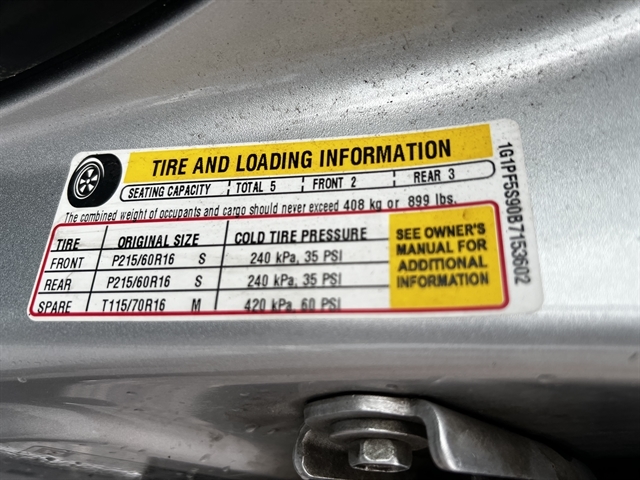 TIRE AND LOADING INFORMATION
SEATING CAPACITY TOTAL 5 FRONT 2 REAR 3
The combined weight of occupants and cargo should never exceed 408 kg or 899 lbs.
TIRE ORIGINAL SIZE COLD TIRE PRESSURE
FRONT P215/60R16 S 240 kPa, 35 PSI
REAR P215/60R16 S 240 kPa, 35 PSI
SPARE T115/70R16 M 420 kPa, 60 PSI
SEE OWNER'S
MANUAL FOR
ADDITIONAL
INFORMATION
1G1PF5S90B7153602